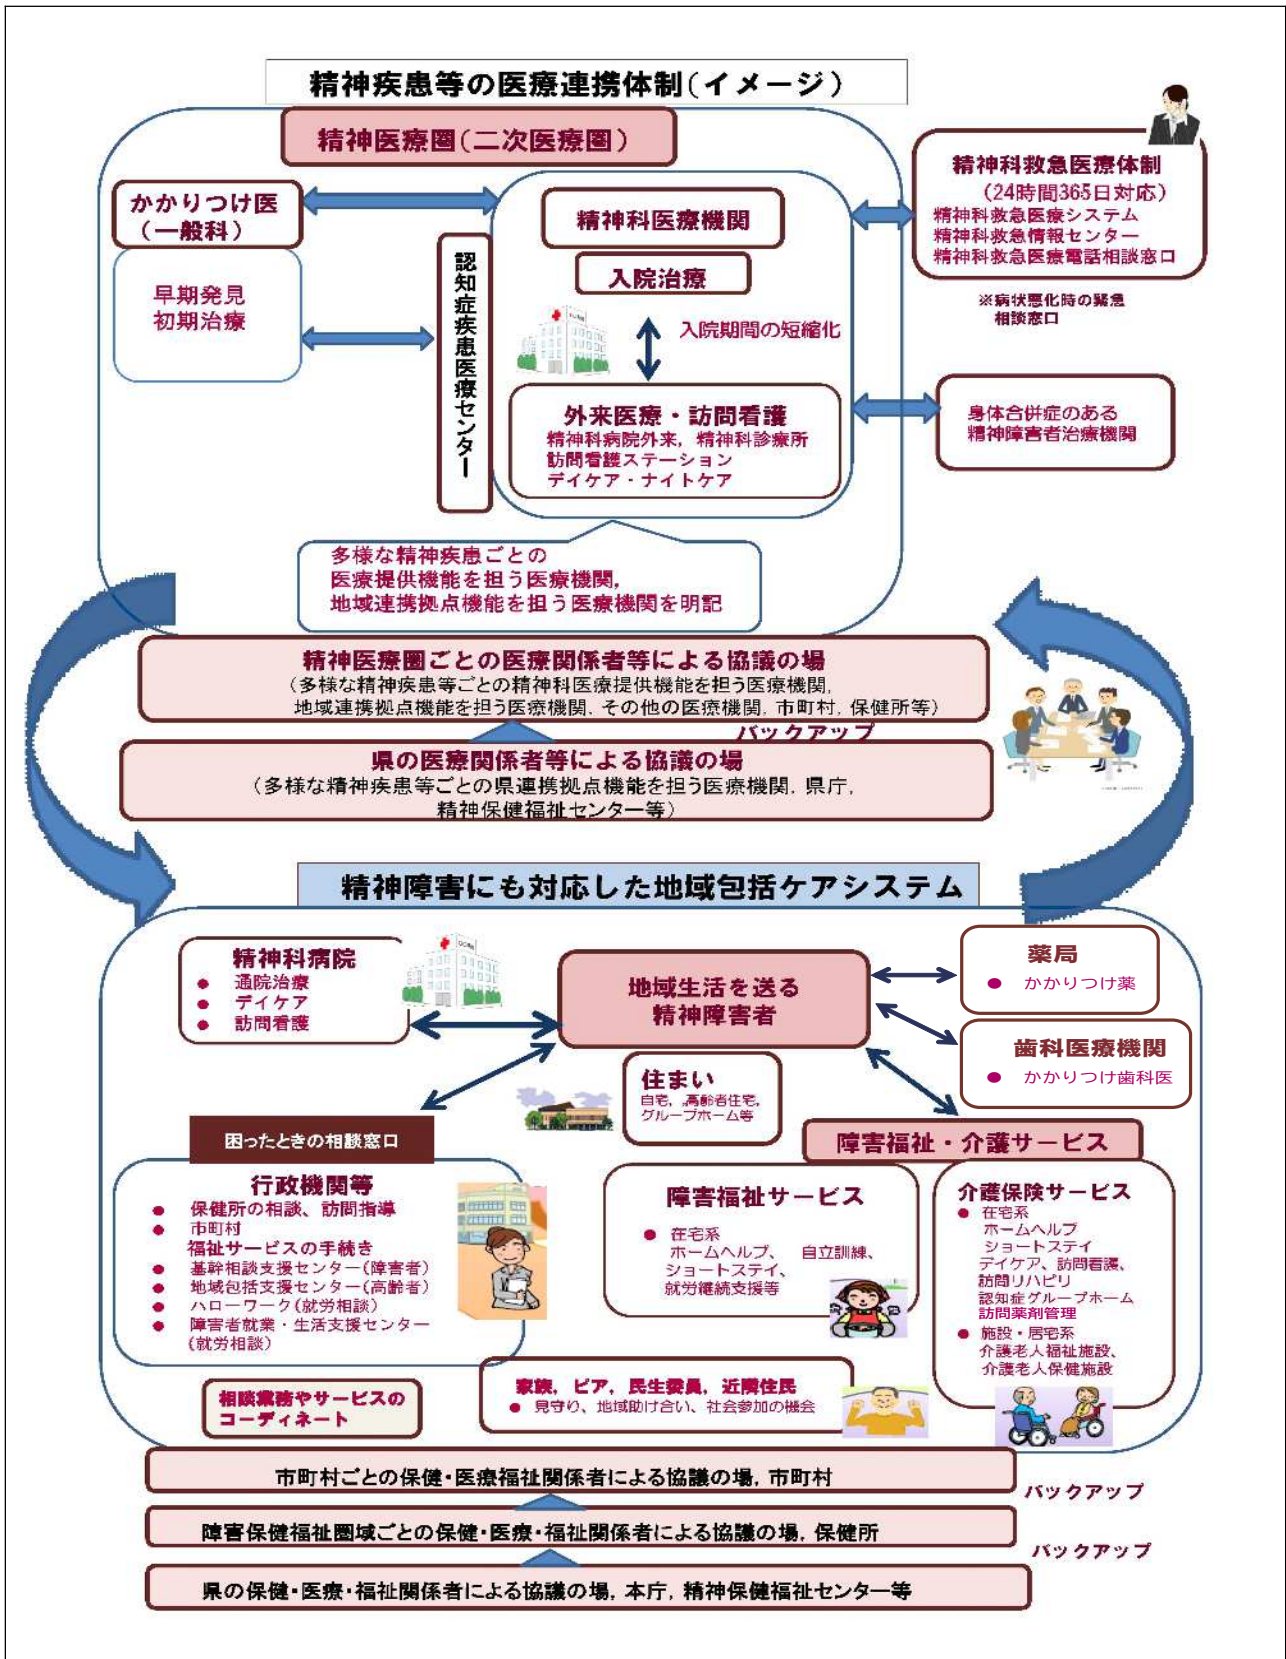 精神疾患等の医療連携体制(イメージ)
精神医療圏(二次医療圏)
かかりつけ医
(一般科)
早期発見
初期治療
認知症疾患医療センター
精神科医療機関
入院治療
入院期間の短縮化
外来医療・訪問看護
精神科病院外来，精神科診療所
訪問看護ステーション
デイケア・ナイトケア
精神科救急医療体制
(24時間365日対応)
精神科救急医療システム
精神科救急情報センター
精神科救急医療電話相談窓口
※病状悪化時の緊急
相談窓口
身体合併症のある
精神障害者治療機関
多様な精神疾患ごとの
医療提供機能を担う医療機関，
地域連携拠点機能を担う医療機関を明記
精神医療圏ごとの医療関係者等による協議の場
(多様な精神疾患等ごとの精神科医療提供機能を担う医療機関，
地域連携拠点機能を担う医療機関，その他の医療機関，市町村，保健所等)
バックアップ
県の医療関係者等による協議の場
(多様な精神疾患等ごとの県連携拠点機能を担う医療機関，県庁，
精神保健福祉センター等)
精神障害にも対応した地域包括ケアシステム
精神科病院
● 通院治療
● デイケア
● 訪問看護
地域生活を送る
精神障害者
薬局
● かかりつけ薬
歯科医療機関
● かかりつけ歯科医
住まい
自宅，高齢者住宅，
グループホーム等
困ったときの相談窓口
行政機関等
● 保健所の相談、訪問指導
● 市町村
福祉サービスの手続き
● 基幹相談支援センター(障害者)
● 地域包括支援センター(高齢者)
● ハローワーク(就労相談)
● 障害者就業・生活支援センター
(就労相談)
障害福祉・介護サービス
障害福祉サービス
● 在宅系
ホームヘルプ、 自立訓練、
ショートステイ、
就労継続支援等
介護保険サービス
● 在宅系
ホームヘルプ
ショートステイ
デイケア、訪問看護、
訪問リハビリ
認知症グループホーム
訪問薬剤管理
● 施設・居宅系
介護老人福祉施設、
介護老人保健施設
相談業務やサービスの
コーディネート
家族，ピア，民生委員，近隣住民
● 見守り、地域助け合い、社会参加の機会
市町村ごとの保健・医療福祉関係者による協議の場，市町村
バックアップ
障害保健福祉圏域ごとの保健・医療・福祉関係者による協議の場，保健所
バックアップ
県の保健・医療・福祉関係者による協議の場，本庁，精神保健福祉センター等